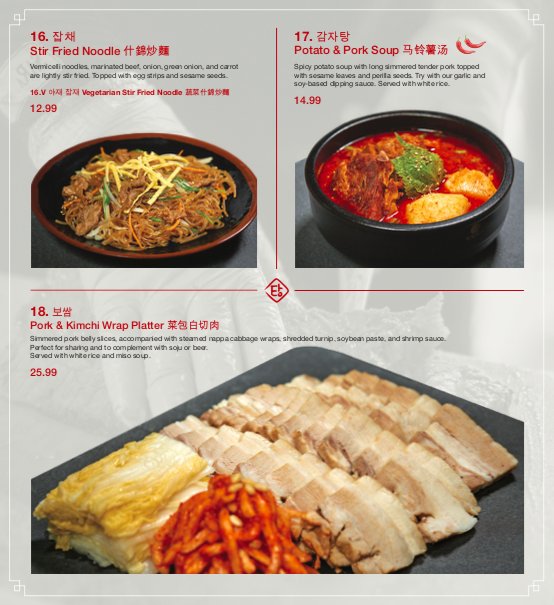 16. 잡채
Stir Fried Noodle 什錦炒麵
Vermicelli noodles, marinated beef, onion, green onion, and carrot
are lightly stir fried. Topped with egg strips and sesame seeds.
16.V 야채 잡채 Vegetarian Stir Fried Noodle 蔬菜什錦炒麵
12.99
17. 감자탕
Potato & Pork Soup 马铃薯汤
Spicy potato soup with long simmered tender pork topped
with sesame leaves and perilla seeds. Try with our garlic and
soy-based dipping sauce. Served with white rice.
14.99
탕
18. 보쌈
Pork & Kimchi Wrap Platter 菜包白切肉
Simmered pork belly slices, accompanied with steamed nappa cabbage wraps, shredded turnip, soybean paste, and shrimp sauce.
Perfect for sharing and to complement with soju or beer.
Served with white rice and miso soup.
25.99